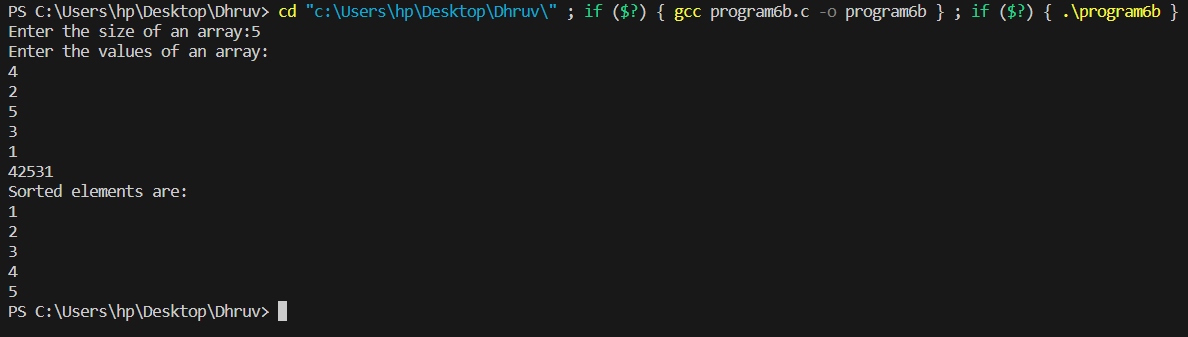 PS C:\Users\hp\Desktop\Dhruv> cd "c:\Users\hp\Desktop\Dhruv\" ; if ($?) { gcc program6b.c -o program6b } ; if ($?) { .\program6b }
Enter the size of an array:5
Enter the values of an array:
4
2
5
3
1
42531
Sorted elements are:
1
2
3
4
5
PS C:\Users\hp\Desktop\Dhruv>